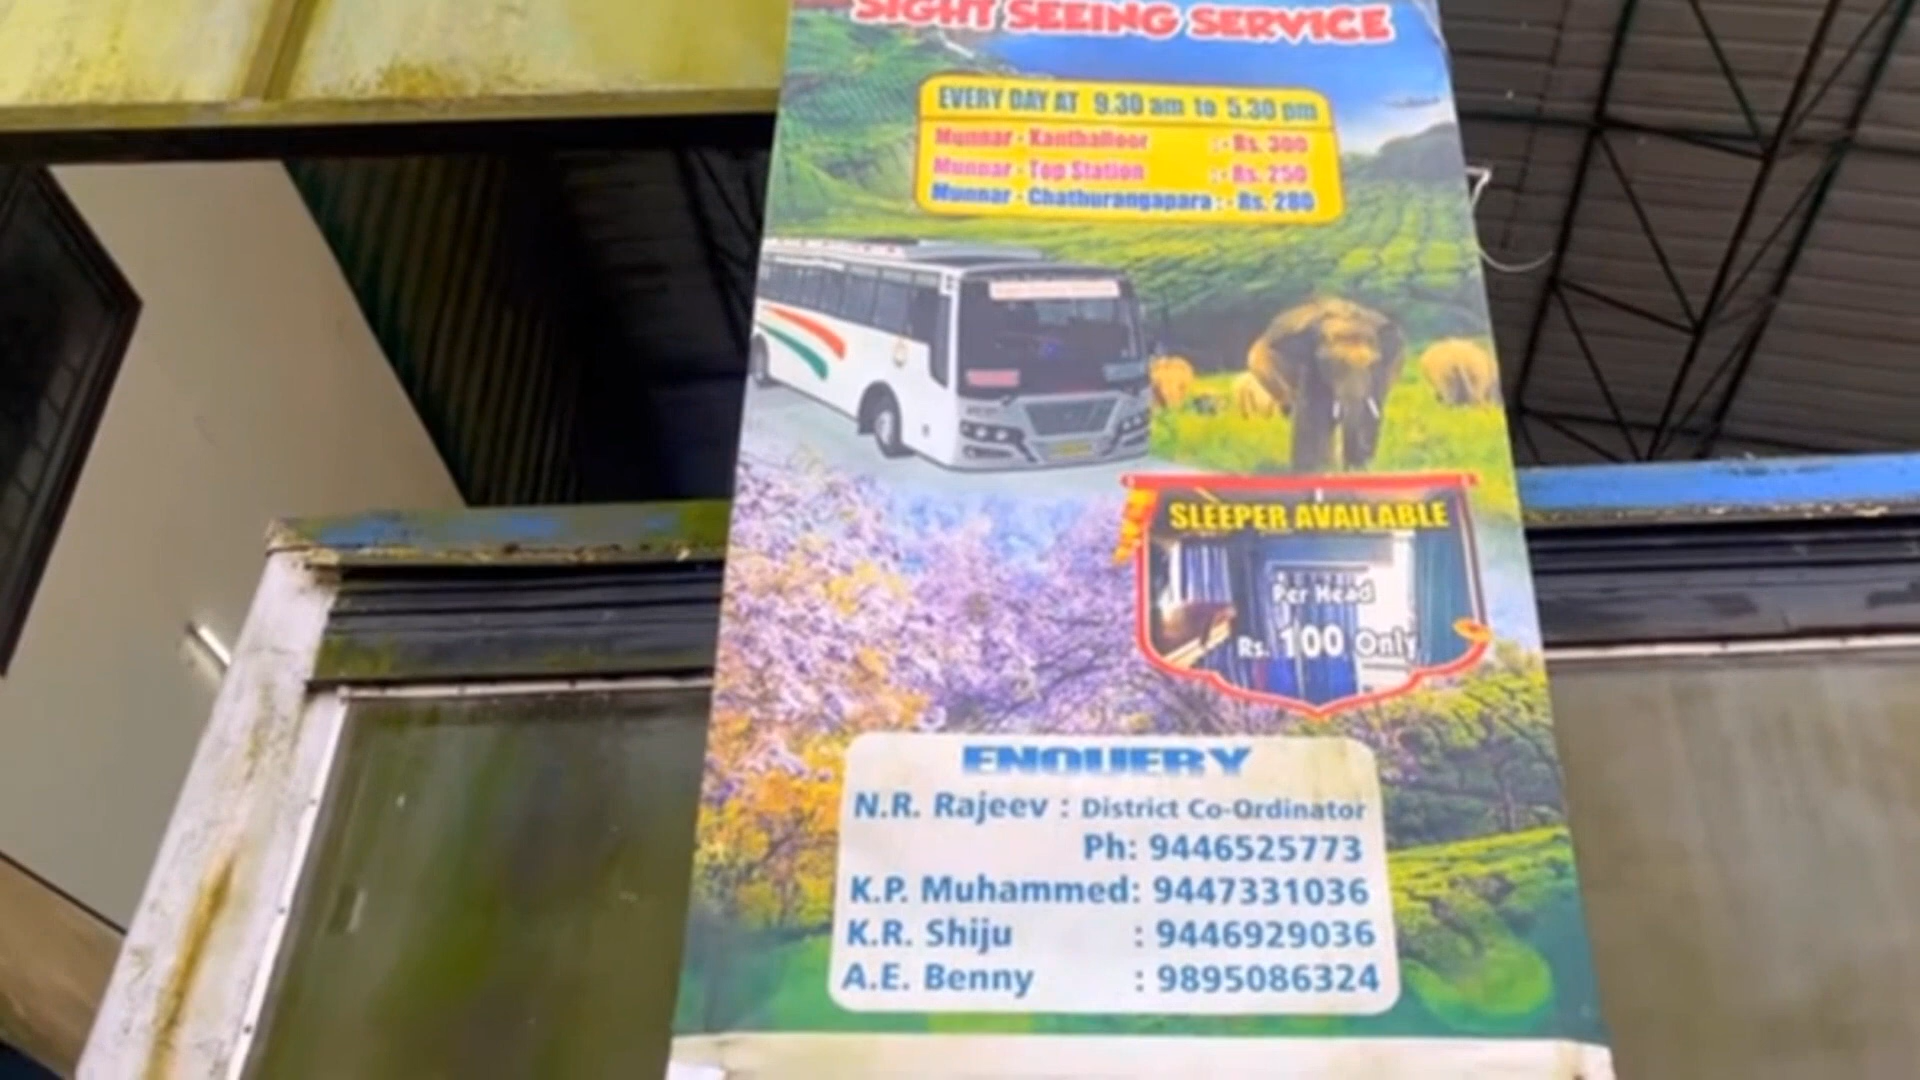 SIGHT SEEING SERVICE
EVERY DAY AT 9.30 am to 5.30 pm
Munnar - Kanthalloor :- Rs. 300
Munnar - Top Station :- Rs. 250
Munnar - Chathurangapara :- Rs. 280
SLEEPER AVAILABLE
Per Head
Rs. 100 Only
ENQUERY
N.R. Rajeev : District Co-Ordinator
Ph: 9446525773
K.P. Muhammed: 9447331036
K.R. Shiju : 9446929036
A.E. Benny : 9895086324